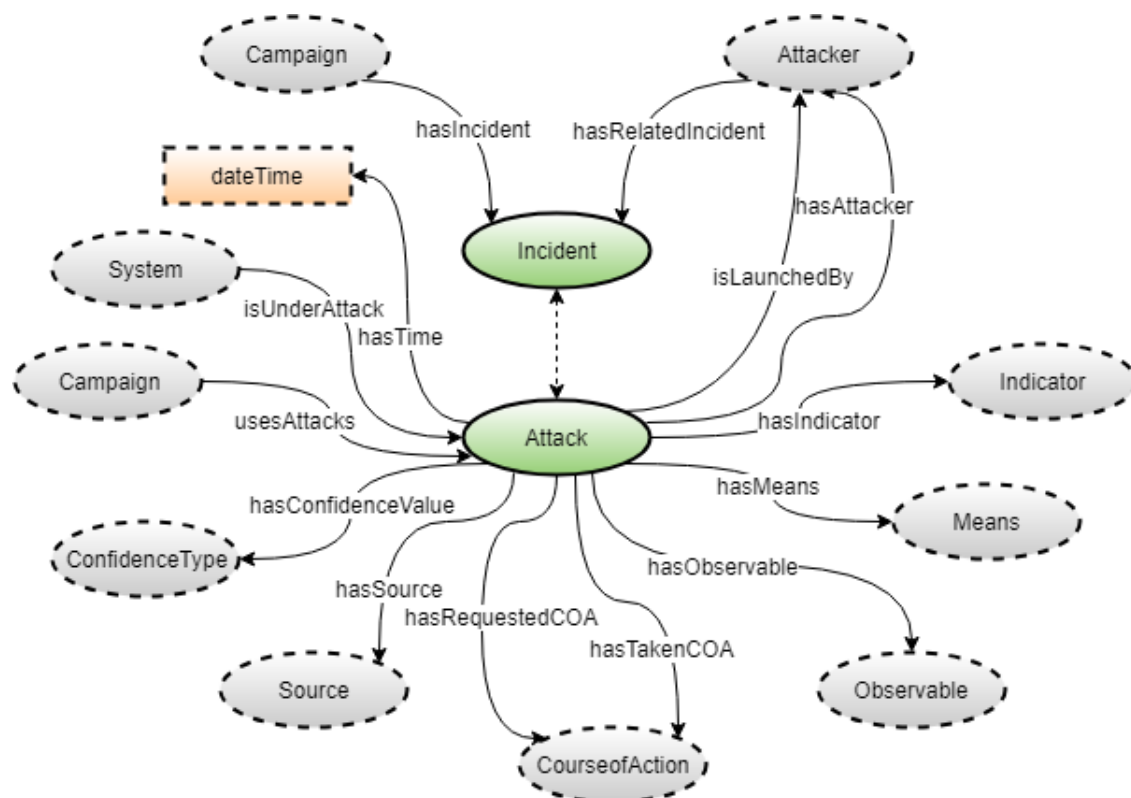 Campaign
Attacker
hasIncident
hasRelatedIncident
dateTime
hasAttacker
Incident
System
isLaunchedBy
isUnderAttack
hasTime
Campaign
Indicator
usesAttacks
Attack
hasIndicator
hasMeans
hasConfidenceValue
Means
ConfidenceType
hasObservable
hasSource
hasRequestedCOA
hasTakenCOA
Source
Observable
CourseofAction